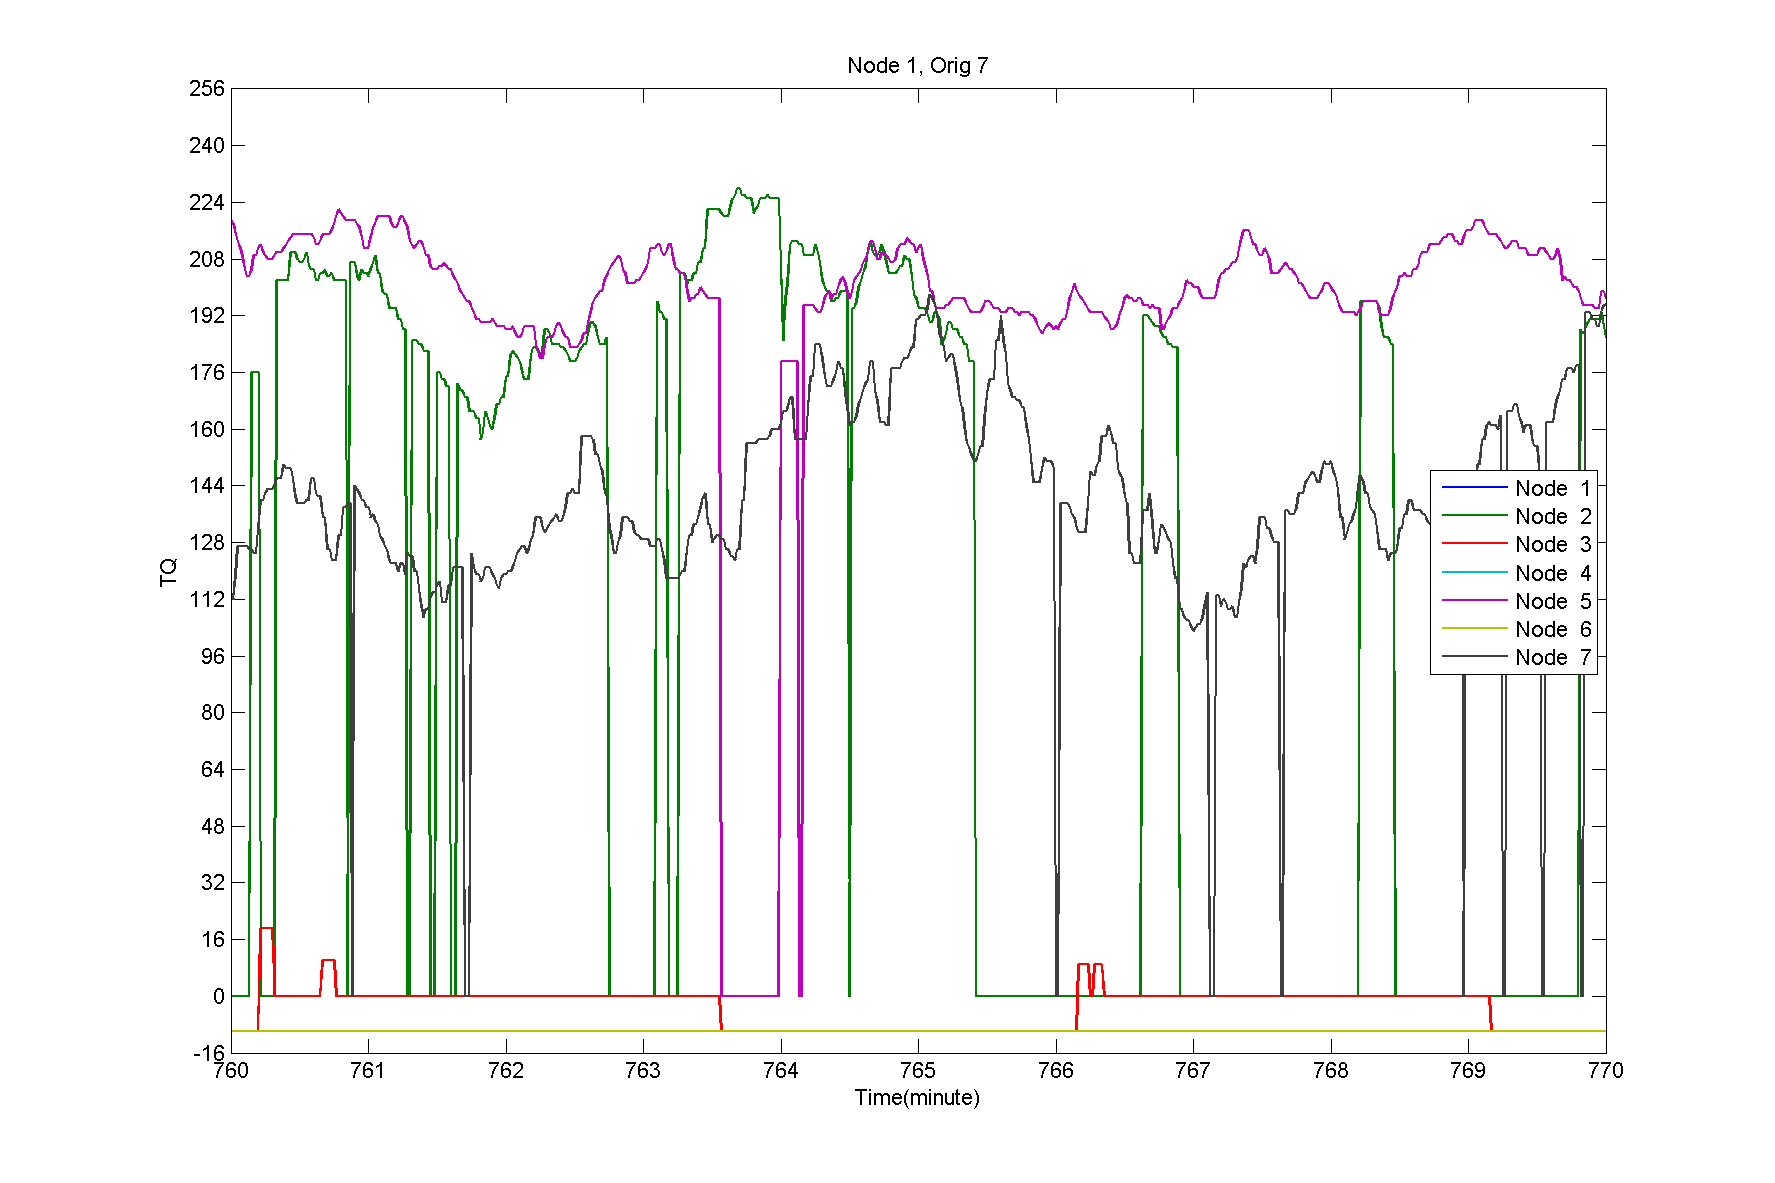 Node 1, Orig 7
256
240
224
208
192
176
160
144
128
112
96
80
64
48
32
16
0
-16
TQ
760 761 762 763 764 765 766 767 768 769 770
Time(minute)
Node 1
Node 2
Node 3
Node 4
Node 5
Node 6
Node 7